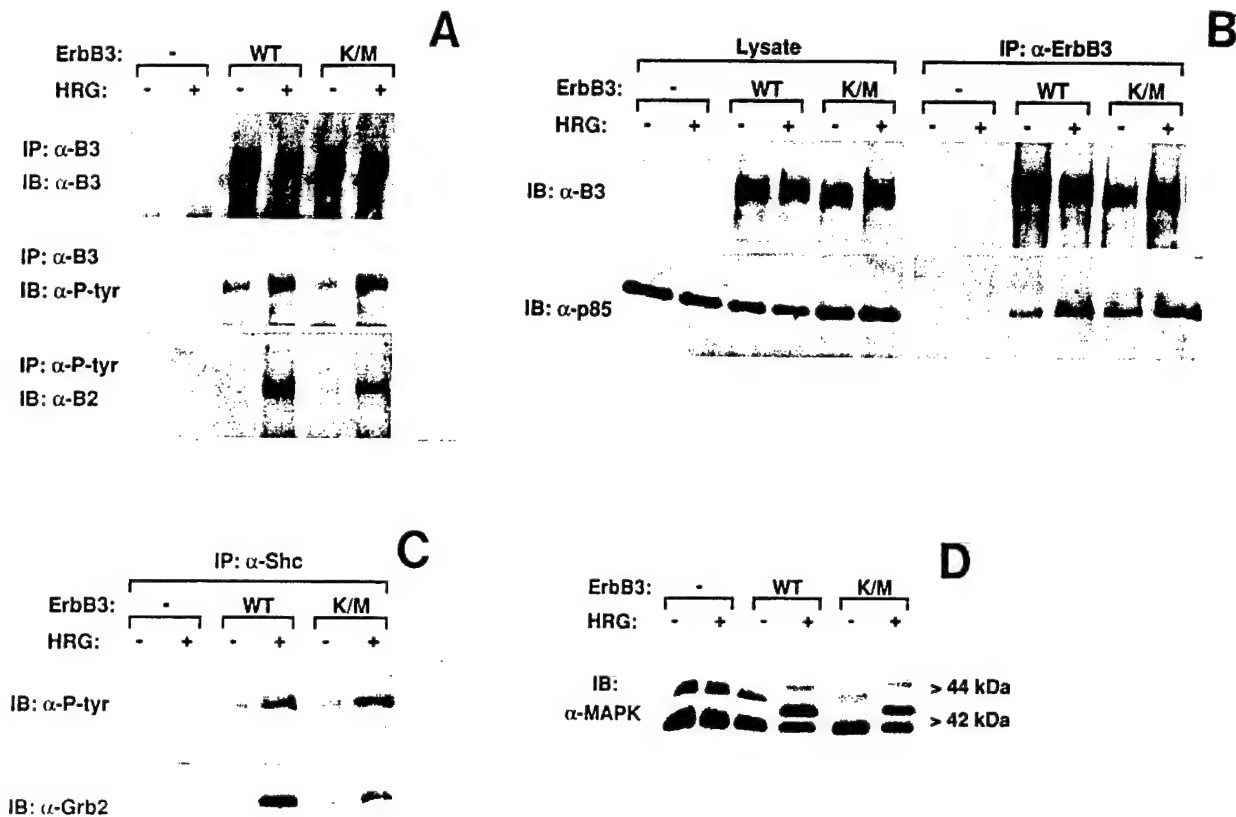 A
ErbB3: - WT K/M
HRG: - + - + - +
IP: α-B3
IB: α-B3
IP: α-B3
IB: α-P-tyr
IP: α-P-tyr
IB: α-B2
B
Lysate IP: α-ErbB3
ErbB3: - WT K/M - WT K/M
HRG: - + - + - + - + - + - +
IB: α-B3
IB: α-p85
C
IP: α-Shc
ErbB3: - WT K/M
HRG: - + - + - +
IB: α-P-tyr
IB: α-Grb2
D
ErbB3: - WT K/M
HRG: - + - + - +
IB:
α-MAPK
> 44 kDa
> 42 kDa